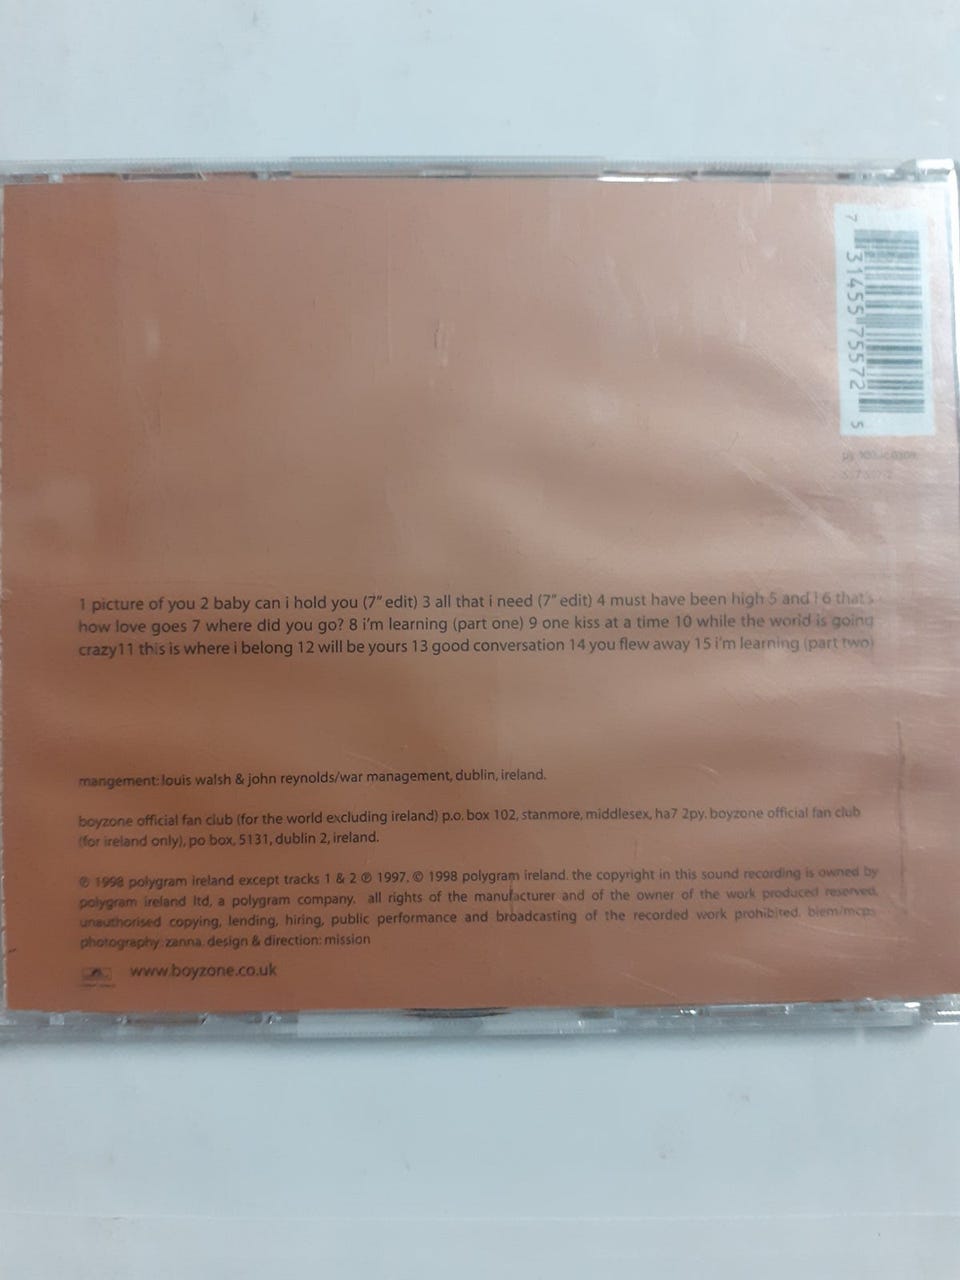 7 31455 75572 5
1 picture of you 2 baby can i hold you (7" edit) 3 all that i need (7" edit) 4 must have been high 5 and I 6 that's
how love goes 7 where did you go? 8 i'm learning (part one) 9 one kiss at a time 10 while the world is going
crazy11 this is where i belong 12 will be yours 13 good conversation 14 you flew away 15 i'm learning (part two)
mangement: louis walsh & john reynolds/war management, dublin, ireland.
boyzone official fan club (for the world excluding ireland) p.o. box 102, stanmore, middlesex, ha7 2py. boyzone official fan club
(for ireland only), po box, 5131, dublin 2, ireland.
℗ 1998 polygram ireland except tracks 1 & 2 ℗ 1997. © 1998 polygram ireland. the copyright in this sound recording is owned by
polygram ireland ltd, a polygram company. all rights of the manufacturer and of the owner of the work produced reserved.
unauthorised copying, lending, hiring, public performance and broadcasting of the recorded work prohibited. biem/mcps
photography: zanna. design & direction: mission
www.boyzone.co.uk